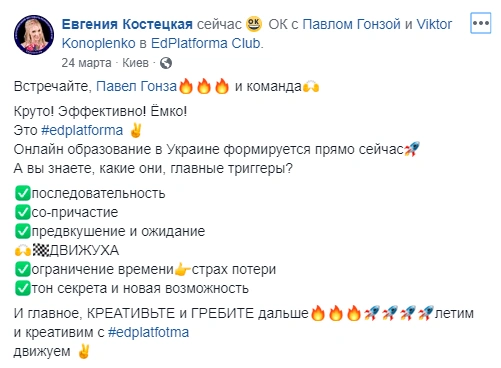 Евгения Костецкая сейчас 🤓 ОК с Павлом Гонзой и Viktor
Konoplenko в EdPlatforma Club.
24 марта · Киев ·
Встречайте, Павел Гонза🔥🔥🔥 и команда🙌
Круто! Эффективно! Ёмко!
Это #edplatforma ✌
Онлайн образование в Украине формируется прямо сейчас🚀
А вы знаете, какие они, главные триггеры?
✅последовательность
✅со-причастие
✅предвкушение и ожидание
🙌🏁ДВИЖУХА
✅ограничение времени👉страх потери
✅тон секрета и новая возможность
И главное, КРЕАТИВЬТЕ и ГРЕБИТЕ дальше🔥🔥🔥🚀🚀🚀🚀летим
и креативим с #edplatfotma
движуем ✌